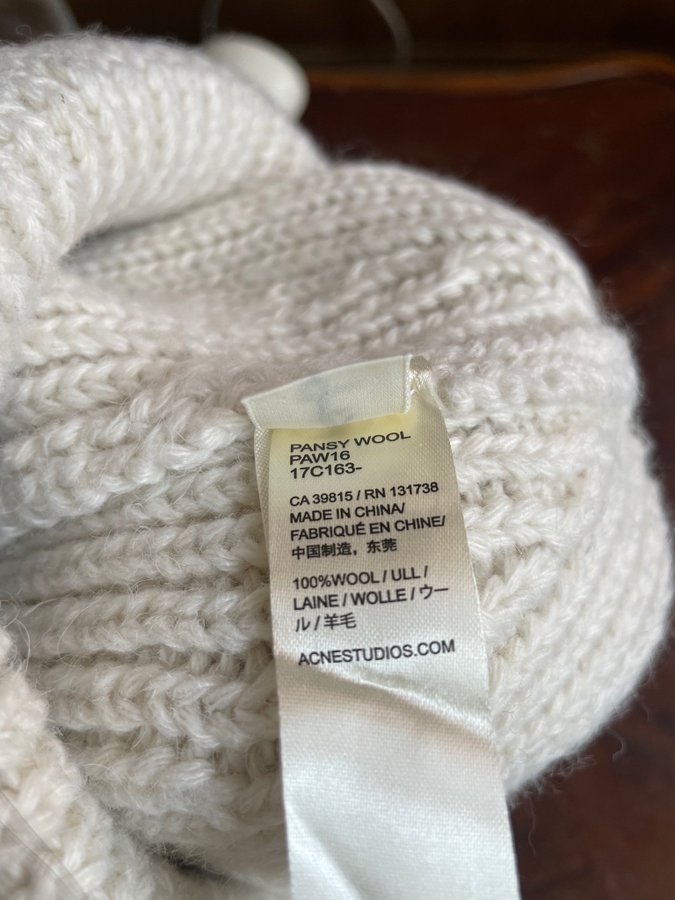 PANSY WOOL
PAW16
17C163-
CA 39815 / RN 131738
MADE IN CHINA/
FABRIQUÉ EN CHINE/
中国制造，东莞
100%WOOL / ULL /
LAINE / WOLLE / ウー
ル / 羊毛
ACNESTUDIOS.COM